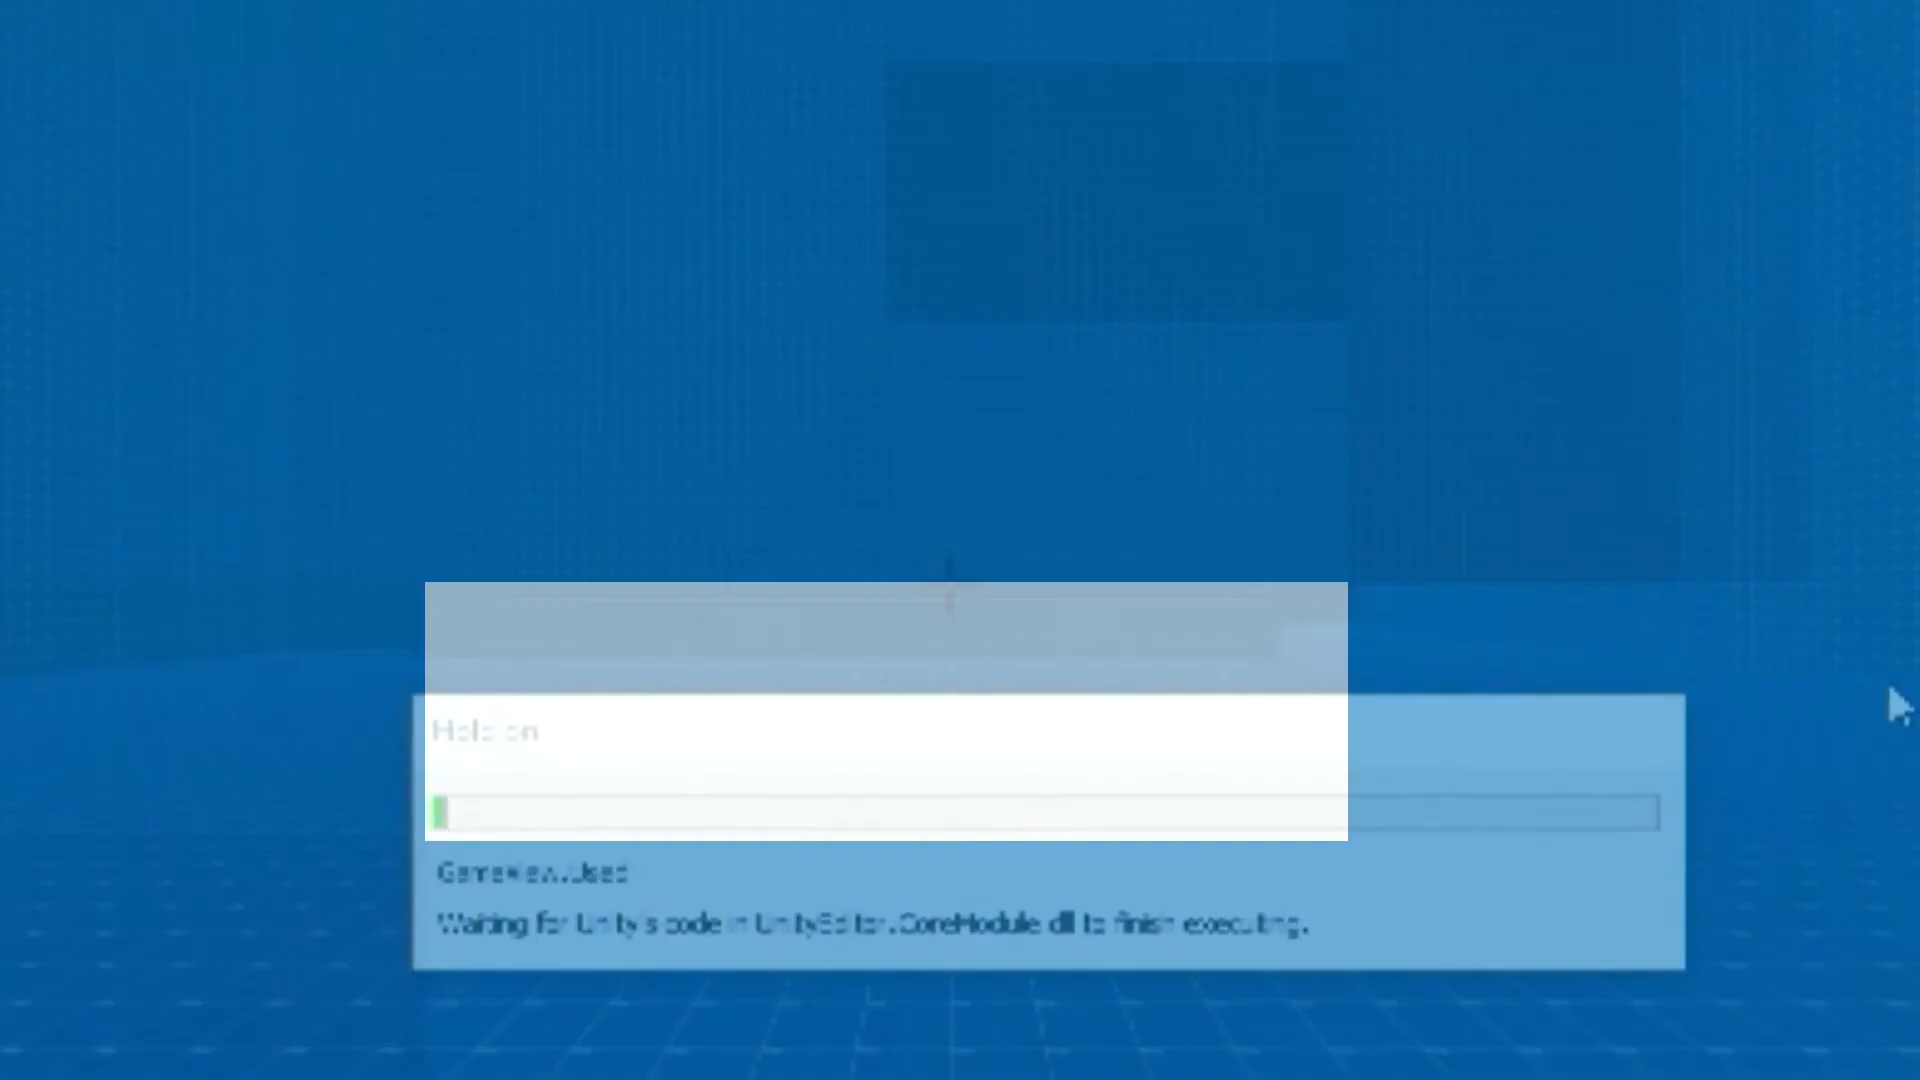 Hold on
GameView.Used
Waiting for Unity's code in UnityEditor.CoreModule.dll to finish executing.